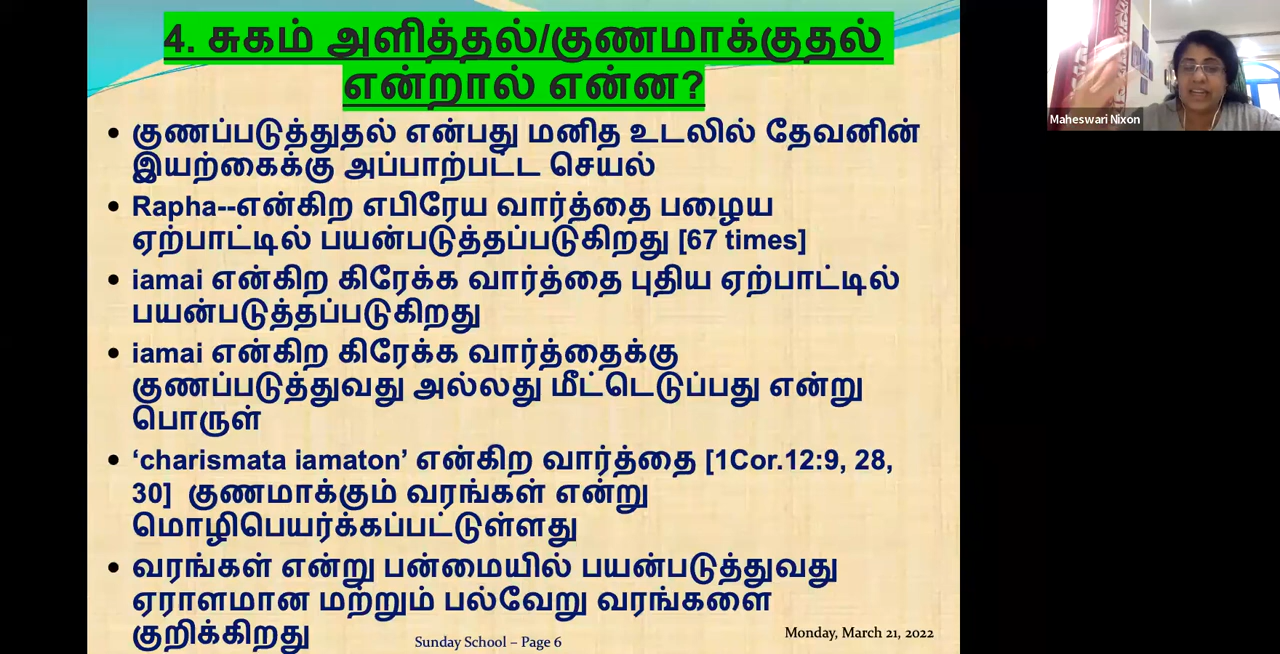 4. சுகம் அளித்தல்/குணமாக்குதல்
என்றால் என்ன?
• குணப்படுத்துதல் என்பது மனித உடலில் தேவனின்
இயற்கைக்கு அப்பாற்பட்ட செயல்
• Rapha--என்கிற எபிரேய வார்த்தை பழைய
ஏற்பாட்டில் பயன்படுத்தப்படுகிறது [67 times]
• iamai என்கிற கிரேக்க வார்த்தை புதிய ஏற்பாட்டில்
பயன்படுத்தப்படுகிறது
• iamai என்கிற கிரேக்க வார்த்தைக்கு
குணப்படுத்துவது அல்லது மீட்டெடுப்பது என்று
பொருள்
• ‘charismata iamaton’ என்கிற வார்த்தை [1Cor.12:9, 28,
30] குணமாக்கும் வரங்கள் என்று
மொழிபெயர்க்கப்பட்டுள்ளது
• வரங்கள் என்று பன்மையில் பயன்படுத்துவது
ஏராளமான மற்றும் பல்வேறு வரங்களை
குறிக்கிறது
Sunday School – Page 6
Monday, March 21, 2022
Maheswari Nixon